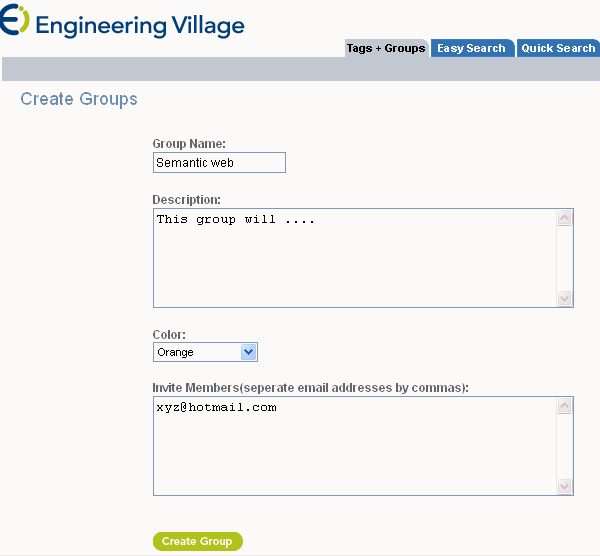 Engineering Village
Tags + Groups Easy Search Quick Search
Create Groups
Group Name:
Semantic web
Description:
This group will ....
Color:
Orange
Invite Members(seperate email addresses by commas):
xyz@hotmail.com
Create Group